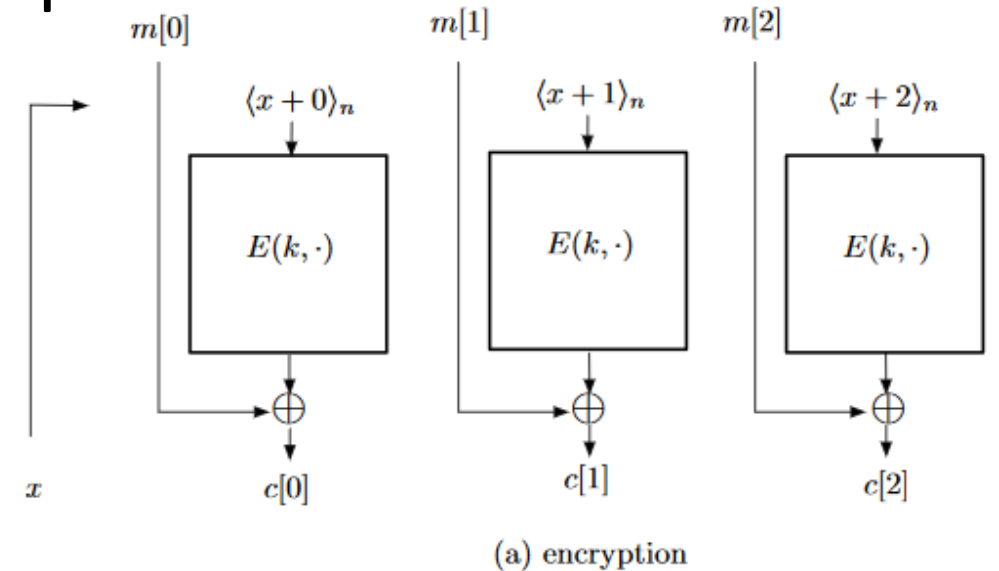 m[0] m[1] m[2]
⟨x + 0⟩ₙ ⟨x + 1⟩ₙ ⟨x + 2⟩ₙ
E(k, ·) E(k, ·) E(k, ·)
x c[0] c[1] c[2]
(a) encryption